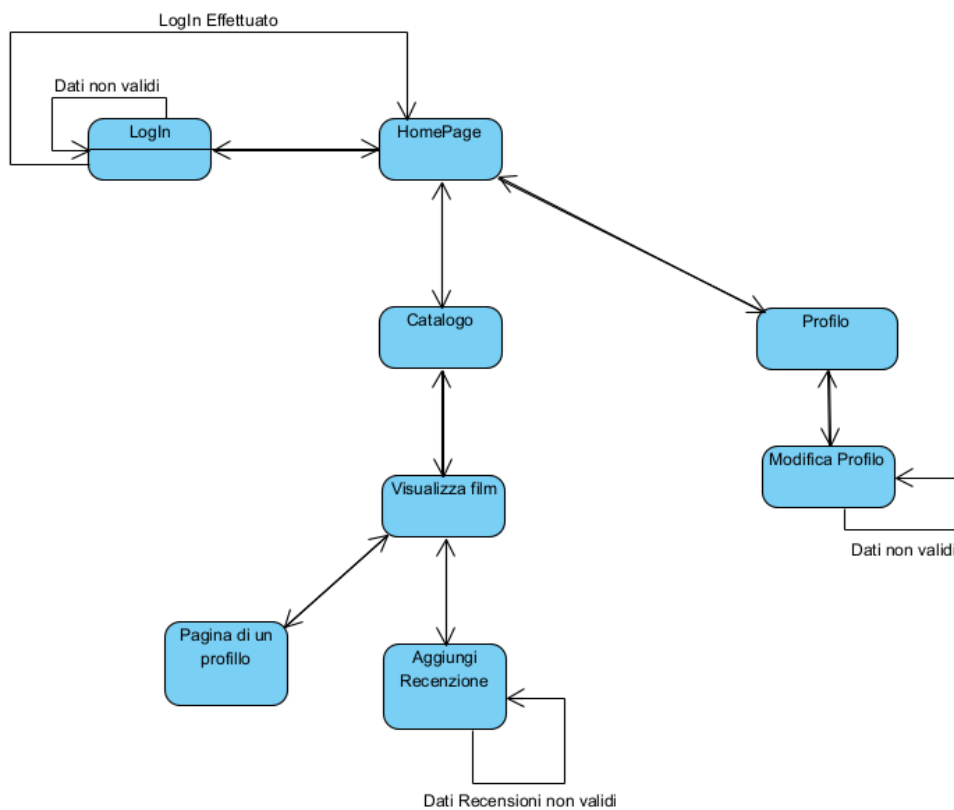 LogIn Effettuato
Dati non validi
LogIn
HomePage
Catalogo
Profilo
Modifica Profilo
Visualizza film
Dati non validi
Pagina di un
profillo
Aggiungi
Recenzione
Dati Recensioni non validi